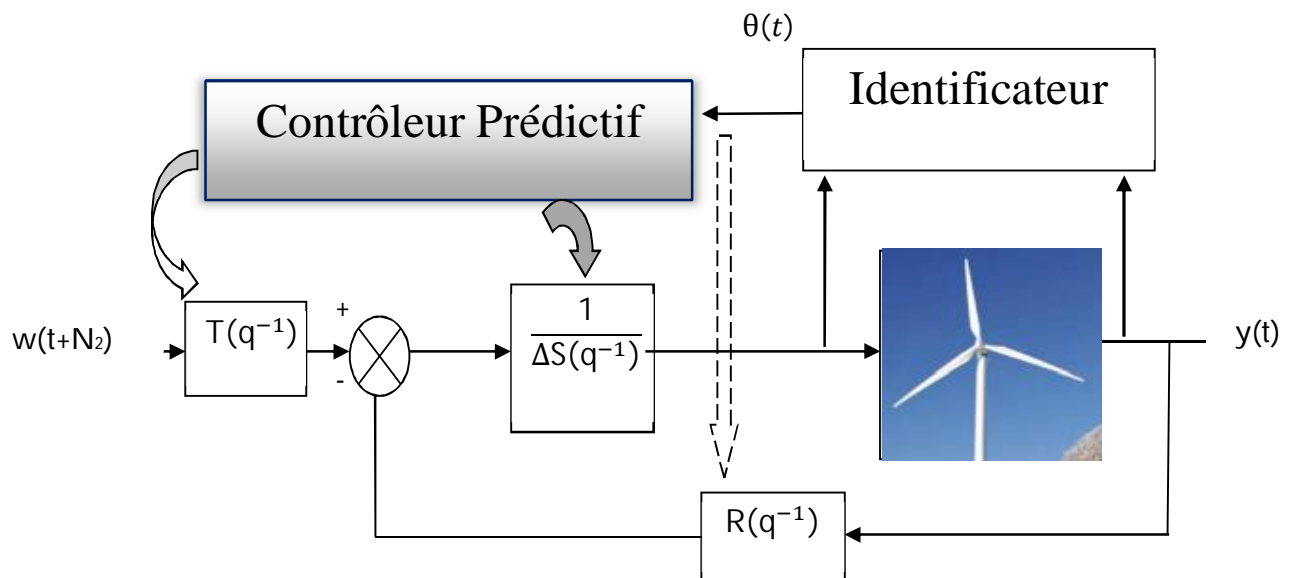 θ(t)
Identificateur
Contrôleur Prédictif
w(t+N₂)
T(q⁻¹)
+
-
1
ΔS(q⁻¹)
y(t)
R(q⁻¹)